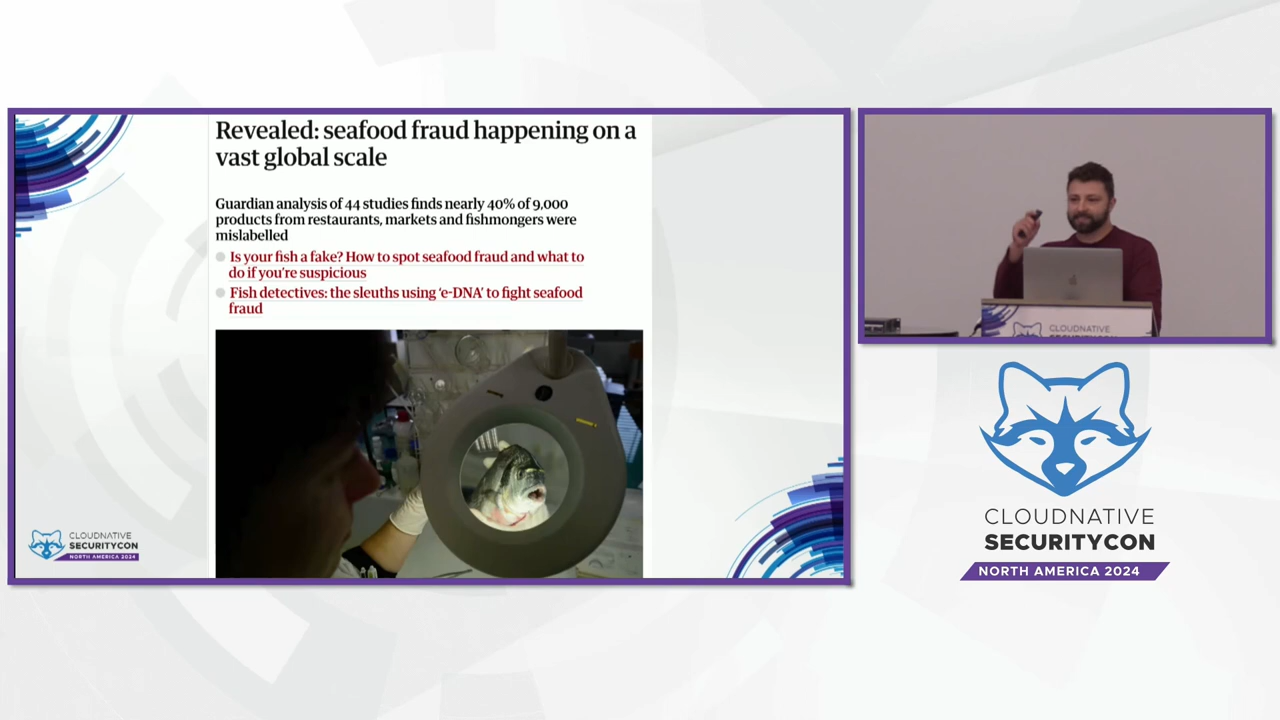 Revealed: seafood fraud happening on a
vast global scale
Guardian analysis of 44 studies finds nearly 40% of 9,000
products from restaurants, markets and fishmongers were
mislabelled
Is your fish a fake? How to spot seafood fraud and what to
do if you're suspicious
Fish detectives: the sleuths using 'e-DNA' to fight seafood
fraud
CLOUDNATIVE
SECURITYCON
NORTH AMERICA 2024
CLOUDNATIVE
SECURITYCON
CLOUDNATIVE
SECURITYCON
NORTH AMERICA 2024